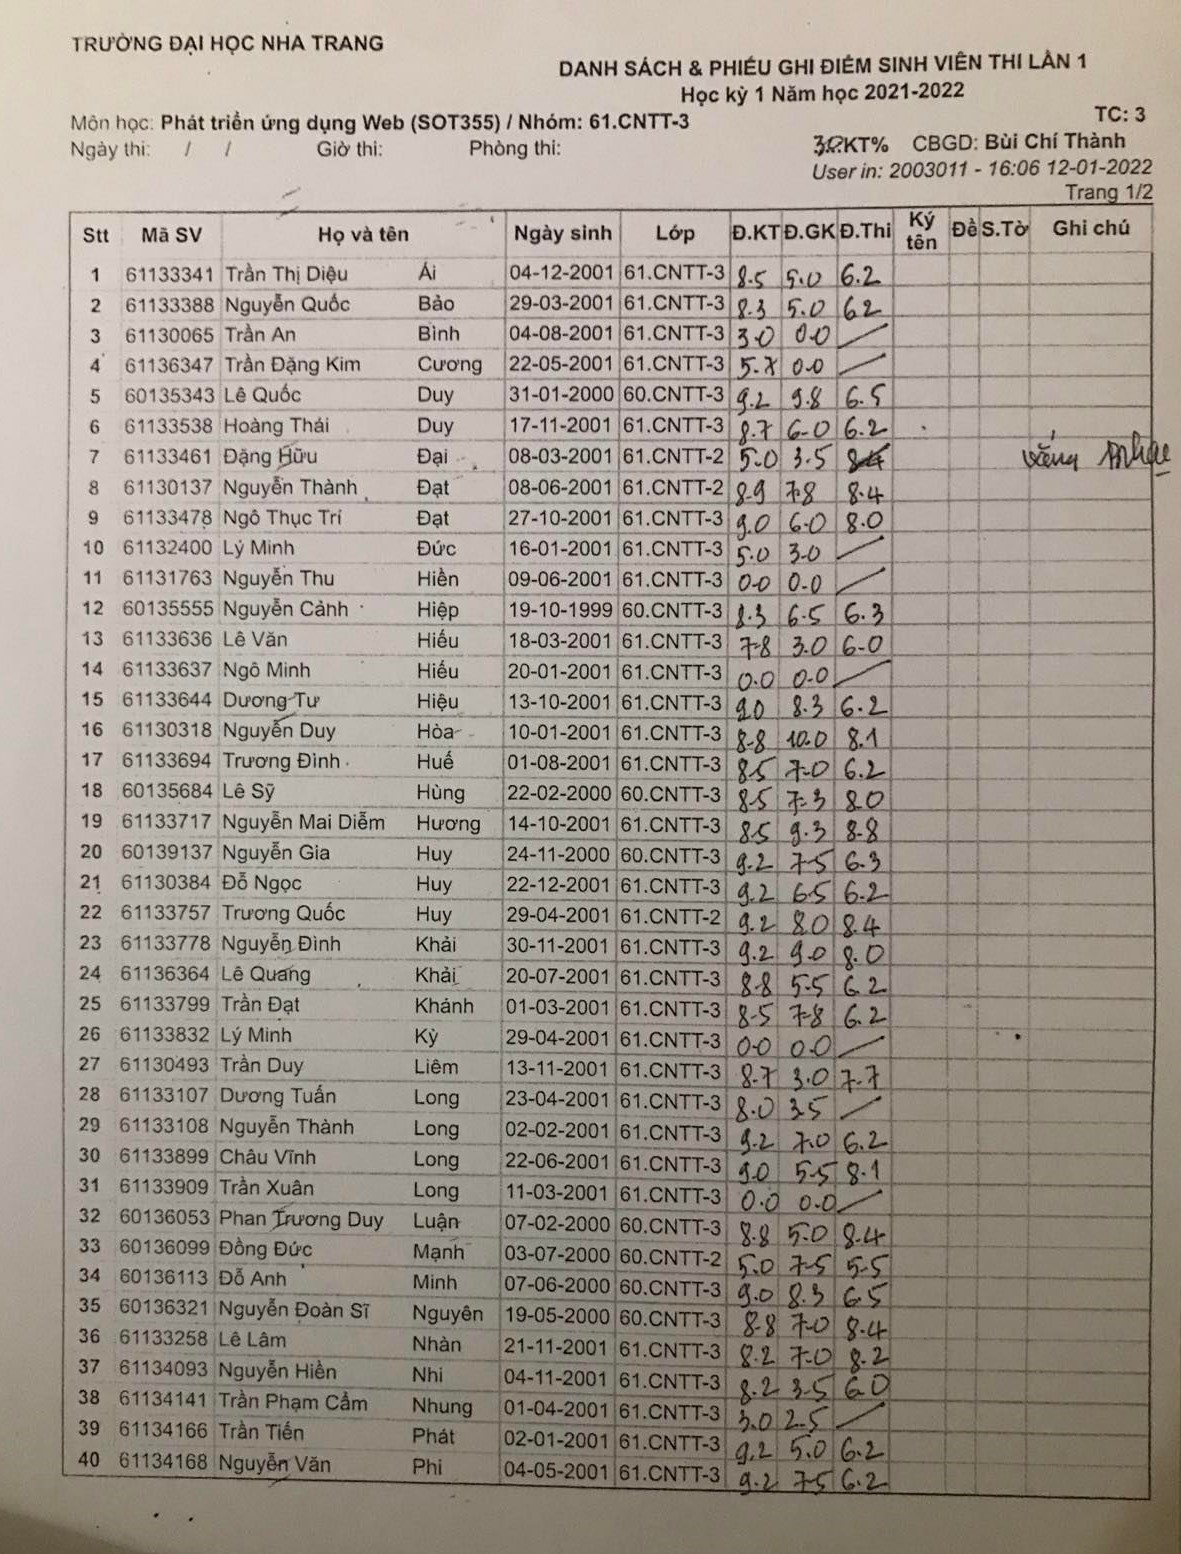 TRƯỜNG ĐẠI HỌC NHA TRANG
DANH SÁCH & PHIẾU GHI ĐIỂM SINH VIÊN THI LẦN 1
Học kỳ 1 Năm học 2021-2022
TC: 3
Môn học: Phát triển ứng dụng Web (SOT355) / Nhóm: 61.CNTT-3
Ngày thi: / / Giờ thi: Phòng thi: KT% CBGD: Bùi Chí Thành
User in: 2003011 - 16:06 12-01-2022
Trang 1/2
Stt Mã SV Họ và tên Ngày sinh Lớp Đ.KT Đ.GK Đ.Thi Ký tên Đề S.Tờ Ghi chú
1 61133341 Trần Thị Diệu Ái 04-12-2001 61.CNTT-3 8.5 5.0 6.2
2 61133388 Nguyễn Quốc Bảo 29-03-2001 61.CNTT-3 8.3 5.0 6.2
3 61130065 Trần An Bình 04-08-2001 61.CNTT-3 3.0 0.0 /
4 61136347 Trần Đặng Kim Cương 22-05-2001 61.CNTT-3 5.7 0.0 /
5 60135343 Lê Quốc Duy 31-01-2000 60.CNTT-3 9.2 9.8 6.5
6 61133538 Hoàng Thái Duy 17-11-2001 61.CNTT-3 8.7 6.0 6.2
7 61133461 Đặng Hữu Đại 08-03-2001 61.CNTT-2 5.0 3.5 8.4 vắng
8 61130137 Nguyễn Thành Đạt 08-06-2001 61.CNTT-2 8.9 7.8 8.4
9 61133478 Ngô Thục Trí Đạt 27-10-2001 61.CNTT-3 9.0 6.0 8.0
10 61132400 Lý Minh Đức 16-01-2001 61.CNTT-3 5.0 3.0 /
11 61131763 Nguyễn Thu Hiền 09-06-2001 61.CNTT-3 0.0 0.0 /
12 60135555 Nguyễn Cảnh Hiệp 19-10-1999 60.CNTT-3 8.3 6.5 6.3
13 61133636 Lê Văn Hiếu 18-03-2001 61.CNTT-3 7.8 3.0 6.0
14 61133637 Ngô Minh Hiếu 20-01-2001 61.CNTT-3 0.0 0.0 /
15 61133644 Dương Tư Hiệu 13-10-2001 61.CNTT-3 9.0 8.3 6.2
16 61130318 Nguyễn Duy Hòa 10-01-2001 61.CNTT-3 8.8 10.0 8.1
17 61133694 Trương Đình Huế 01-08-2001 61.CNTT-3 8.5 7.0 6.2
18 60135684 Lê Sỹ Hùng 22-02-2000 60.CNTT-3 8.5 7.3 8.0
19 61133717 Nguyễn Mai Diễm Hương 14-10-2001 61.CNTT-3 8.5 9.3 8.8
20 60139137 Nguyễn Gia Huy 24-11-2000 60.CNTT-3 9.2 7.5 6.3
21 61130384 Đỗ Ngọc Huy 22-12-2001 61.CNTT-3 9.2 6.5 6.2
22 61133757 Trương Quốc Huy 29-04-2001 61.CNTT-2 9.2 8.0 8.4
23 61133778 Nguyễn Đình Khải 30-11-2001 61.CNTT-3 9.2 9.0 8.0
24 61136364 Lê Quang Khải 20-07-2001 61.CNTT-3 8.8 5.5 6.2
25 61133799 Trần Đạt Khánh 01-03-2001 61.CNTT-3 8.5 7.8 6.2
26 61133832 Lý Minh Kỳ 29-04-2001 61.CNTT-3 0.0 0.0 /
27 61130493 Trần Duy Liêm 13-11-2001 61.CNTT-3 8.7 3.0 7.7
28 61133107 Dương Tuấn Long 23-04-2001 61.CNTT-3 8.0 3.5 /
29 61133108 Nguyễn Thành Long 02-02-2001 61.CNTT-3 9.2 7.0 6.2
30 61133899 Châu Vĩnh Long 22-06-2001 61.CNTT-3 9.0 5.5 8.1
31 61133909 Trần Xuân Long 11-03-2001 61.CNTT-3 0.0 0.0 /
32 60136053 Phan Trương Duy Luận 07-02-2000 60.CNTT-3 8.8 5.0 8.4
33 60136099 Đồng Đức Mạnh 03-07-2000 60.CNTT-2 5.0 7.5 5.5
34 60136113 Đỗ Anh Minh 07-06-2000 60.CNTT-3 9.0 8.3 6.5
35 60136321 Nguyễn Đoàn Sĩ Nguyên 19-05-2000 60.CNTT-3 8.8 7.0 8.4
36 61133258 Lê Lâm Nhàn 21-11-2001 61.CNTT-3 8.2 7.0 8.2
37 61134093 Nguyễn Hiền Nhi 04-11-2001 61.CNTT-3 8.2 3.5 6.0
38 61134141 Trần Phạm Cẩm Nhung 01-04-2001 61.CNTT-3 3.0 2.5 /
39 61134166 Trần Tiến Phát 02-01-2001 61.CNTT-3 9.2 5.0 6.2
40 61134168 Nguyễn Văn Phi 04-05-2001 61.CNTT-3 9.2 7.5 6.2